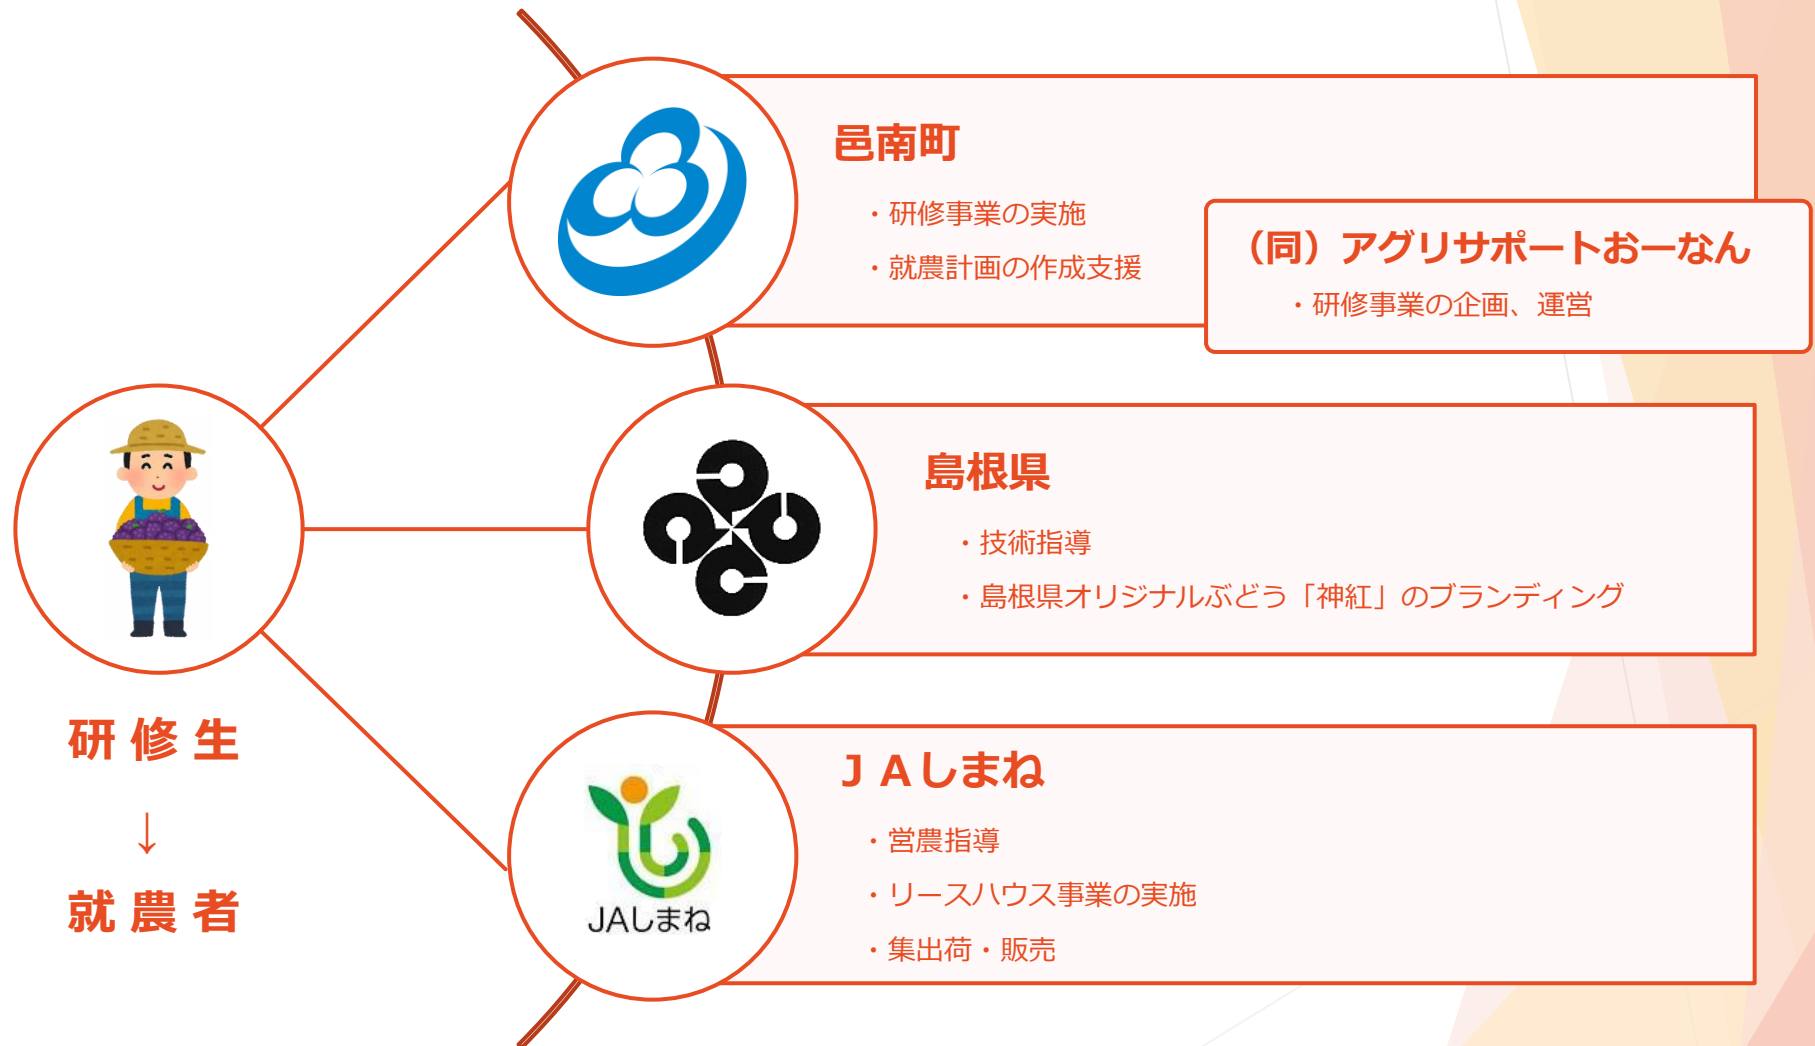 邑南町
・研修事業の実施
・就農計画の作成支援
（同）アグリサポートおーなん
・研修事業の企画、運営
島根県
・技術指導
・島根県オリジナルぶどう「神紅」のブランディング
研修生
↓
就農者
ＪＡしまね
・営農指導
・リースハウス事業の実施
・集出荷・販売
JAしまね